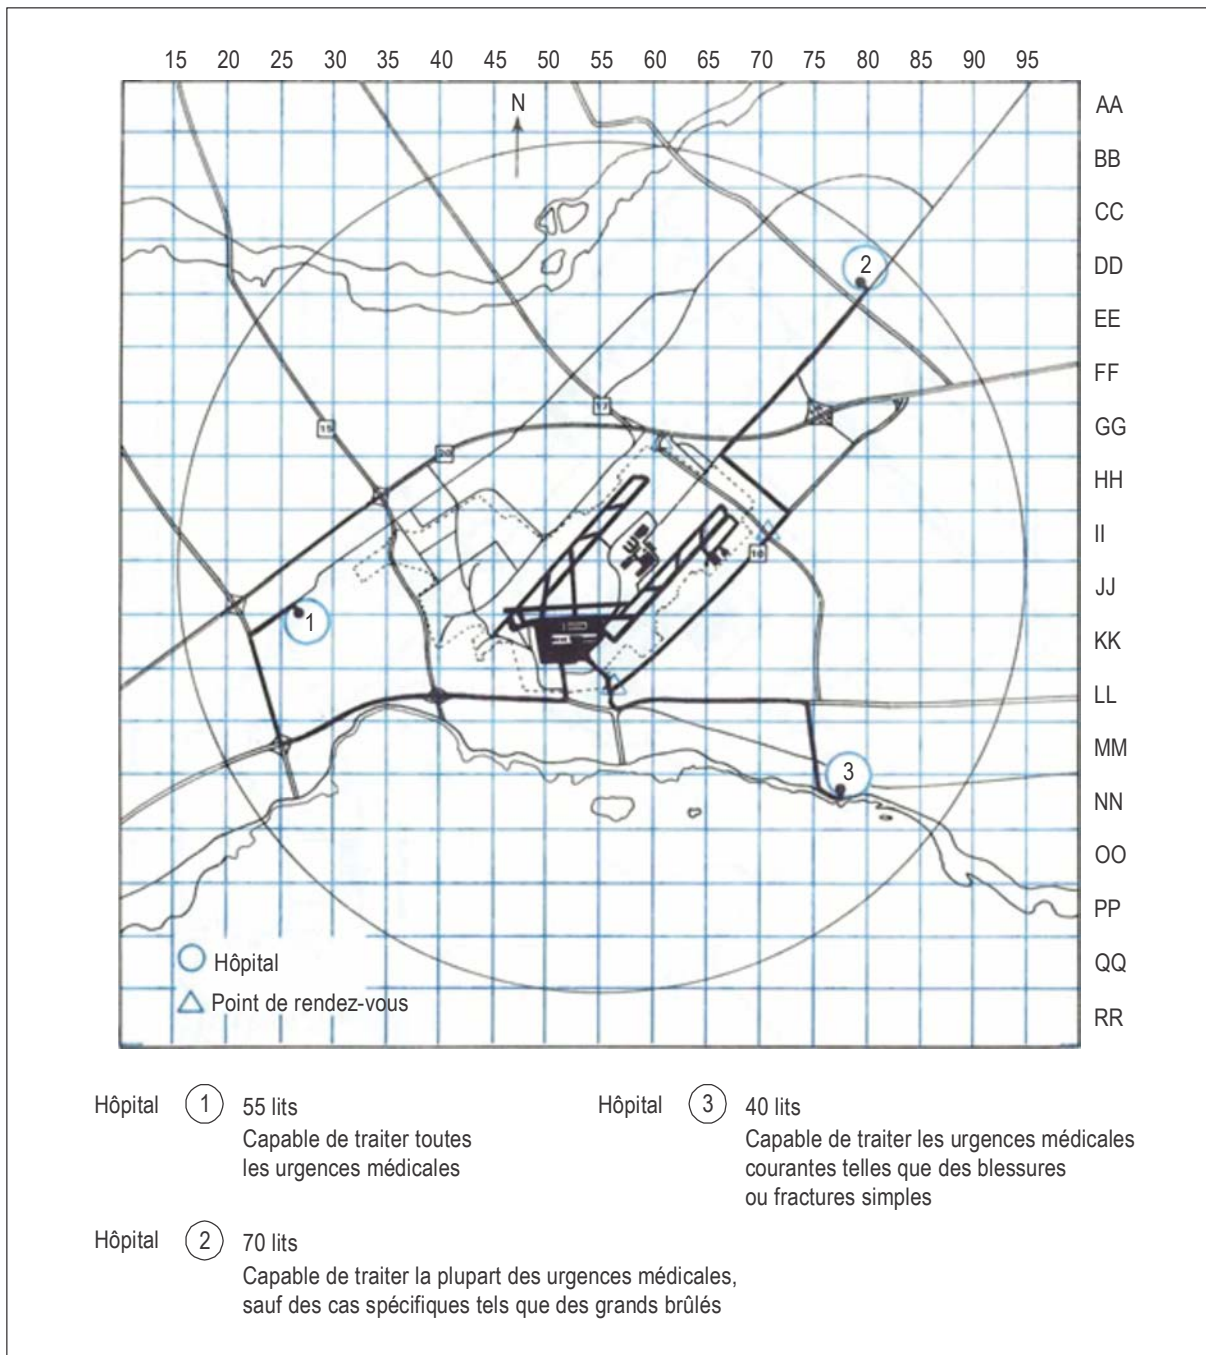 15 20 25 30 35 40 45 50 55 60 65 70 75 80 85 90 95
N
AA
BB
CC
2
DD
EE
FF
17
15
GG
20
HH
II
10
JJ
1
KK
LL
MM
3
NN
OO
PP
Hôpital
QQ
Point de rendez-vous
RR
Hôpital 1 55 lits
Capable de traiter toutes
les urgences médicales
Hôpital 3 40 lits
Capable de traiter les urgences médicales
courantes telles que des blessures
ou fractures simples
Hôpital 2 70 lits
Capable de traiter la plupart des urgences médicales,
sauf des cas spécifiques tels que des grands brûlés